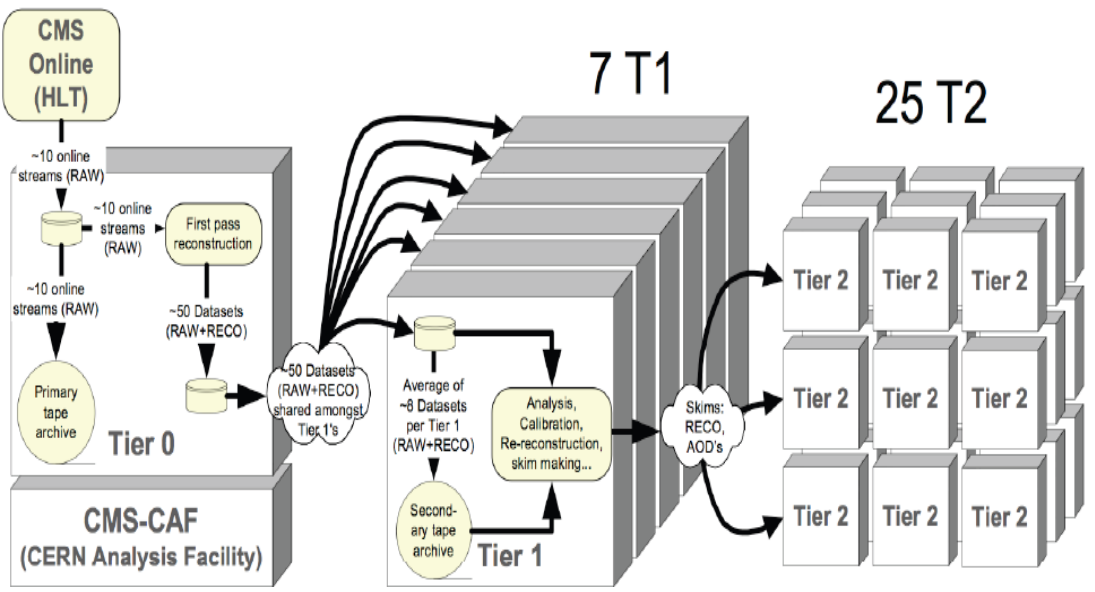 CMS
Online
(HLT)
~10 online
streams (RAW)
~10 online
streams
(RAW)
First pass
reconstruction
~10 online
streams (RAW)
~50 Datasets
(RAW+RECO)
Primary
tape
archive
Tier 0
CMS-CAF
(CERN Analysis Facility)
~50 Datasets
(RAW+RECO)
shared amongst
Tier 1's
7 T1
Average of
~8 Datasets
per Tier 1
(RAW+RECO)
Analysis,
Calibration,
Re-reconstruction,
skim making...
Second-
ary tape
archive
Tier 1
Skims:
RECO,
AOD's
25 T2
Tier 2 Tier 2 Tier 2
Tier 2 Tier 2 Tier 2
Tier 2 Tier 2 Tier 2